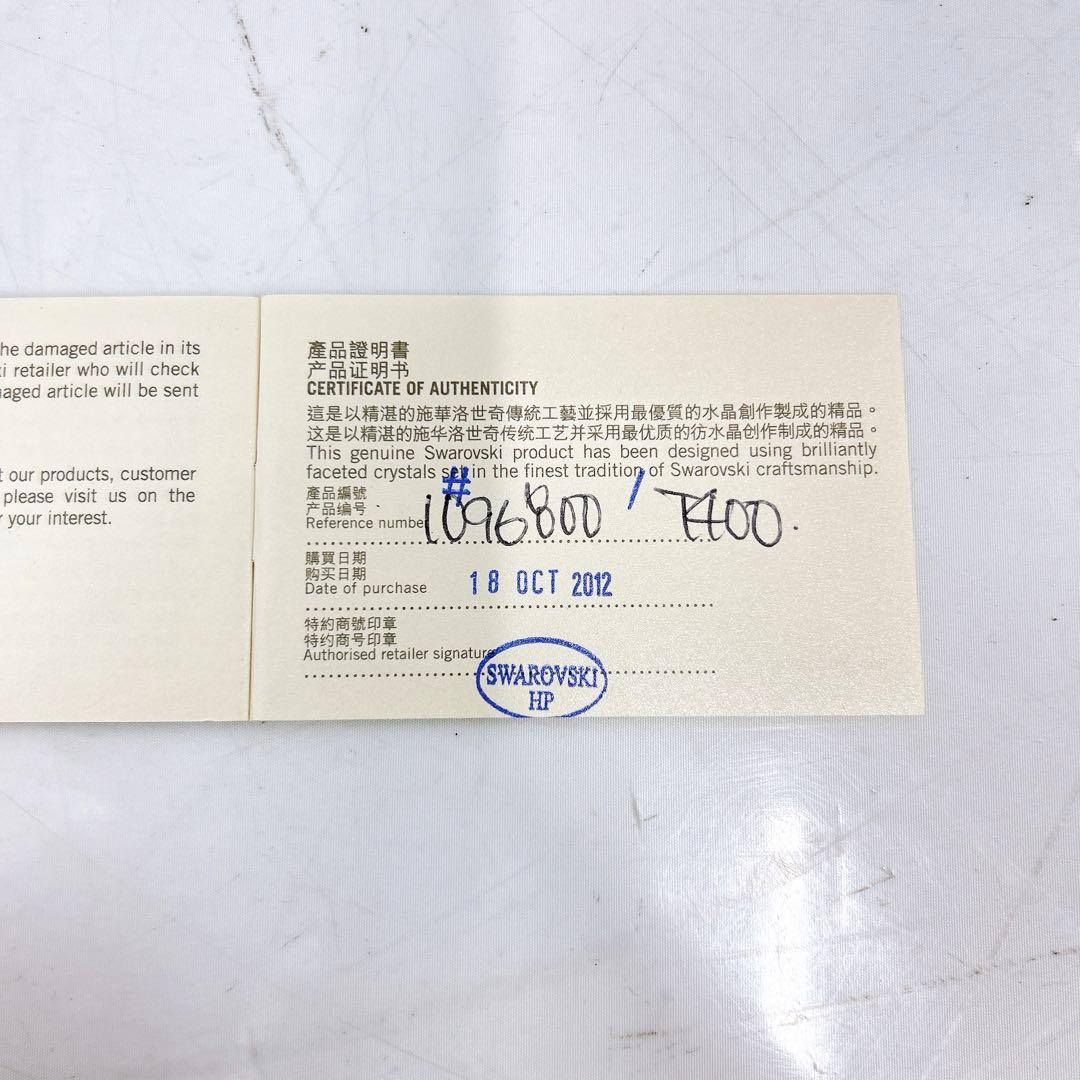 he damaged article in its
ki retailer who will check
naged article will be sent
t our products, customer
please visit us on the
your interest.
產品證明書
产品证明书
CERTIFICATE OF AUTHENTICITY
這是以精湛的施華洛世奇傳統工藝並採用最優質的水晶創作製成的精品。
这是以精湛的施华洛世奇传统工艺并采用最优质的仿水晶创作制成的精品。
This genuine Swarovski product has been designed using brilliantly
faceted crystals set in the finest tradition of Swarovski craftsmanship.
產品編號
产品编号
Reference number # 1096800 / 7400.
購買日期
购买日期
Date of purchase 18 OCT 2012
特約商號印章
特约商号印章
Authorised retailer signature
SWAROVSKI
HP